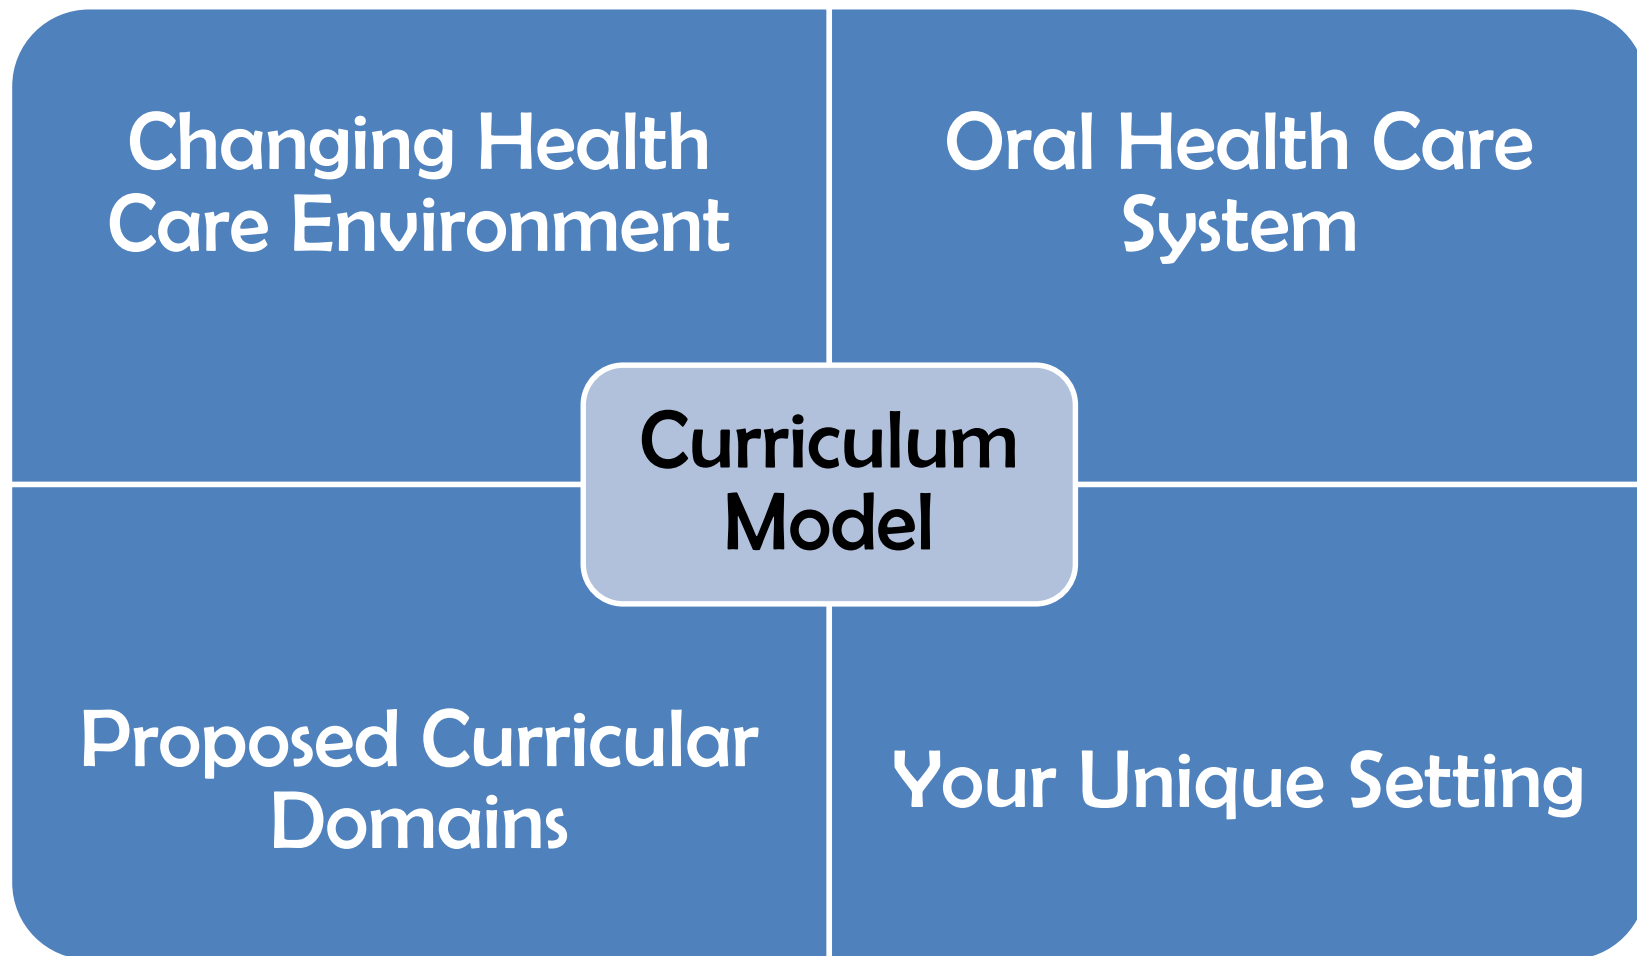 Changing Health
Care Environment
Oral Health Care
System
Curriculum
Model
Proposed Curricular
Domains
Your Unique Setting